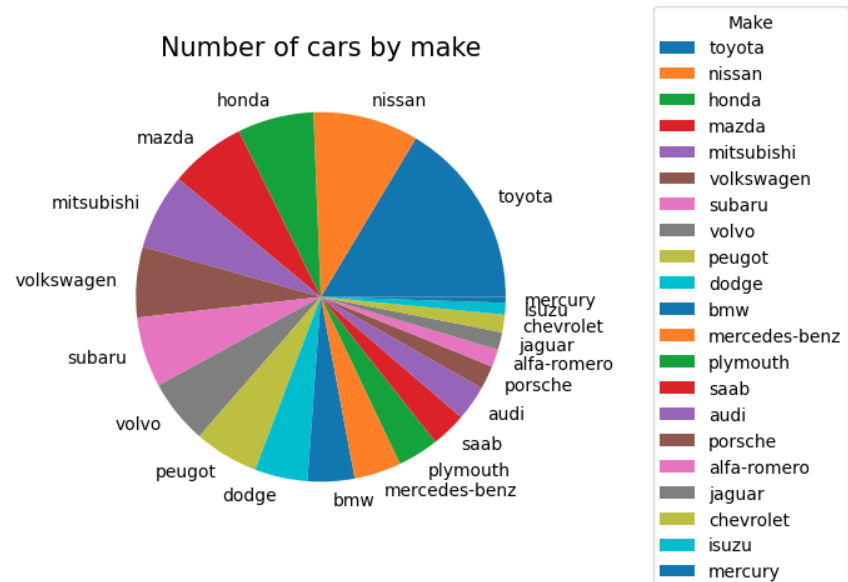 Number of cars by make
toyota
nissan
honda
mazda
mitsubishi
volkswagen
subaru
volvo
peugot
dodge
bmw
mercedes-benz
plymouth
saab
audi
porsche
alfa-romero
jaguar
chevrolet
isuzu
mercury
Make
toyota
nissan
honda
mazda
mitsubishi
volkswagen
subaru
volvo
peugot
dodge
bmw
mercedes-benz
plymouth
saab
audi
porsche
alfa-romero
jaguar
chevrolet
isuzu
mercury